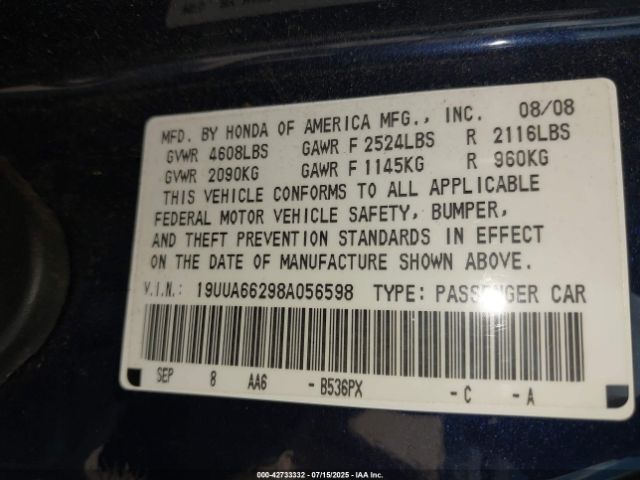 MFD. BY HONDA OF AMERICA MFG., INC. 08/08
GVWR 4608LBS GAWR F 2524LBS R 2116LBS
GVWR 2090KG GAWR F 1145KG R 960KG
THIS VEHICLE CONFORMS TO ALL APPLICABLE
FEDERAL MOTOR VEHICLE SAFETY, BUMPER,
AND THEFT PREVENTION STANDARDS IN EFFECT
ON THE DATE OF MANUFACTURE SHOWN ABOVE.
V.I.N.: 19UUA66298A056598 TYPE: PASSENGER CAR
SEP 8 AA6 - B536PX - C - A
000-42733332 - 07/15/2025 - IAA Inc.